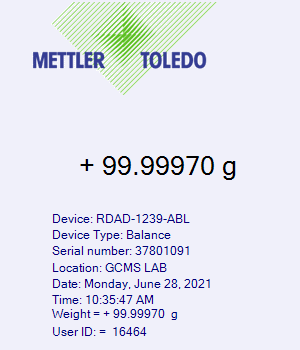 METTLER TOLEDO
+ 99.99970 g
Device: RDAD-1239-ABL
Device Type: Balance
Serial number: 37801091
Location: GCMS LAB
Date: Monday, June 28, 2021
Time: 10:35:47 AM
Weight = + 99.99970 g
User ID: = 16464